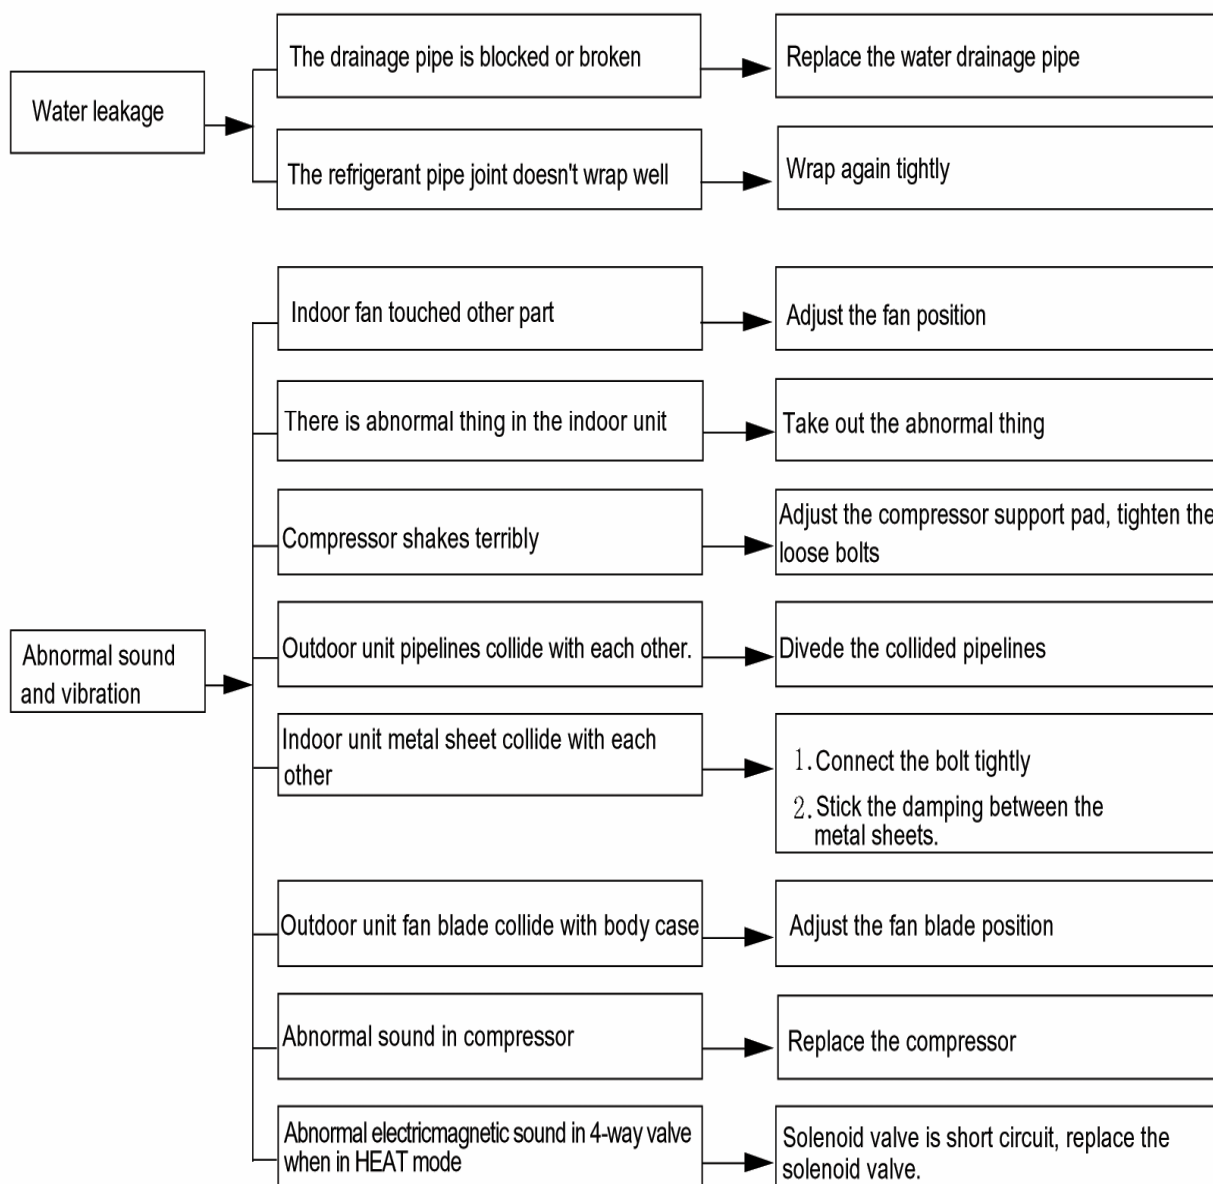 Water leakage
The drainage pipe is blocked or broken
Replace the water drainage pipe
The refrigerant pipe joint doesn't wrap well
Wrap again tightly
Abnormal sound
and vibration
Indoor fan touched other part
Adjust the fan position
There is abnormal thing in the indoor unit
Take out the abnormal thing
Compressor shakes terribly
Adjust the compressor support pad, tighten the
loose bolts
Outdoor unit pipelines collide with each other.
Divede the collided pipelines
Indoor unit metal sheet collide with each
other
1. Connect the bolt tightly
2. Stick the damping between the
metal sheets.
Outdoor unit fan blade collide with body case
Adjust the fan blade position
Abnormal sound in compressor
Replace the compressor
Abnormal electricmagnetic sound in 4-way valve
when in HEAT mode
Solenoid valve is short circuit, replace the
solenoid valve.